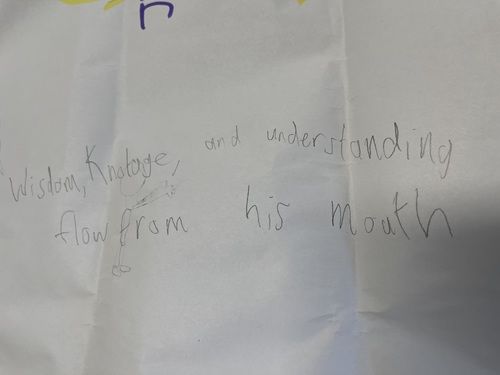 n
Wisdom, Knolage, and understanding
flow from his mouth